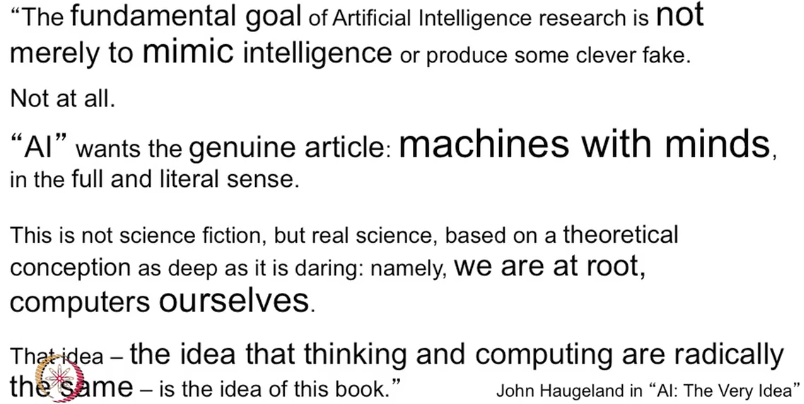 “The fundamental goal of Artificial Intelligence research is not
merely to mimic intelligence or produce some clever fake.
Not at all.
“AI” wants the genuine article: machines with minds,
in the full and literal sense.
This is not science fiction, but real science, based on a theoretical
conception as deep as it is daring: namely, we are at root,
computers ourselves.
That idea – the idea that thinking and computing are radically
the same – is the idea of this book.” John Haugeland in “AI: The Very Idea”